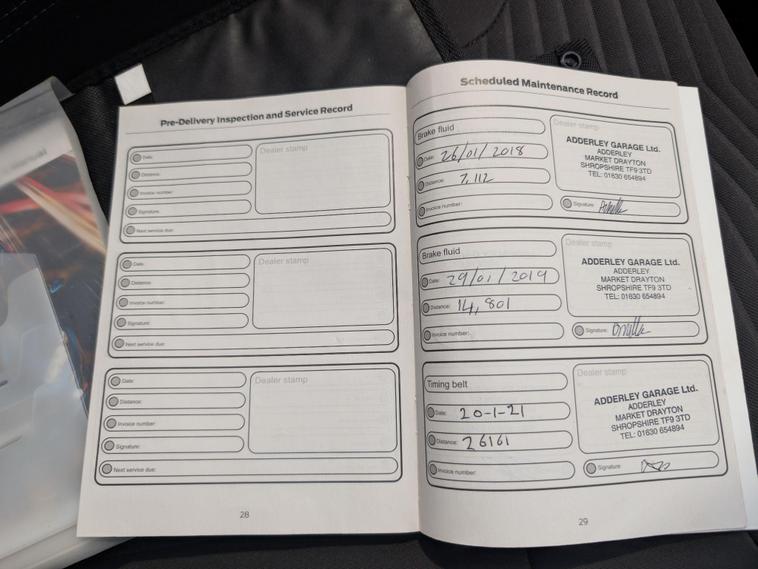 Pre-Delivery Inspection and Service Record
Date:
Dealer stamp
Distance:
Invoice number:
Signature:
Next service due:
Date:
Dealer stamp
Distance:
Invoice number:
Signature:
Next service due:
Date:
Dealer stamp
Distance:
Invoice number:
Signature:
Next service due:
28
Scheduled Maintenance Record
Brake fluid
Date: 26/01/2018
Distance: 7,112
Invoice number:
Dealer stamp
ADDERLEY GARAGE Ltd.
ADDERLEY
MARKET DRAYTON
SHROPSHIRE TF9 3TD
TEL: 01630 654894
Signature:
Brake fluid
Date: 29/01/2019
Distance: 14,801
Invoice number:
Dealer stamp
ADDERLEY GARAGE Ltd.
ADDERLEY
MARKET DRAYTON
SHROPSHIRE TF9 3TD
TEL: 01630 654894
Signature:
Timing belt
Date: 20-1-21
Distance: 26161
Invoice number:
Dealer stamp
ADDERLEY GARAGE Ltd.
ADDERLEY
MARKET DRAYTON
SHROPSHIRE TF9 3TD
TEL: 01630 654894
Signature
29